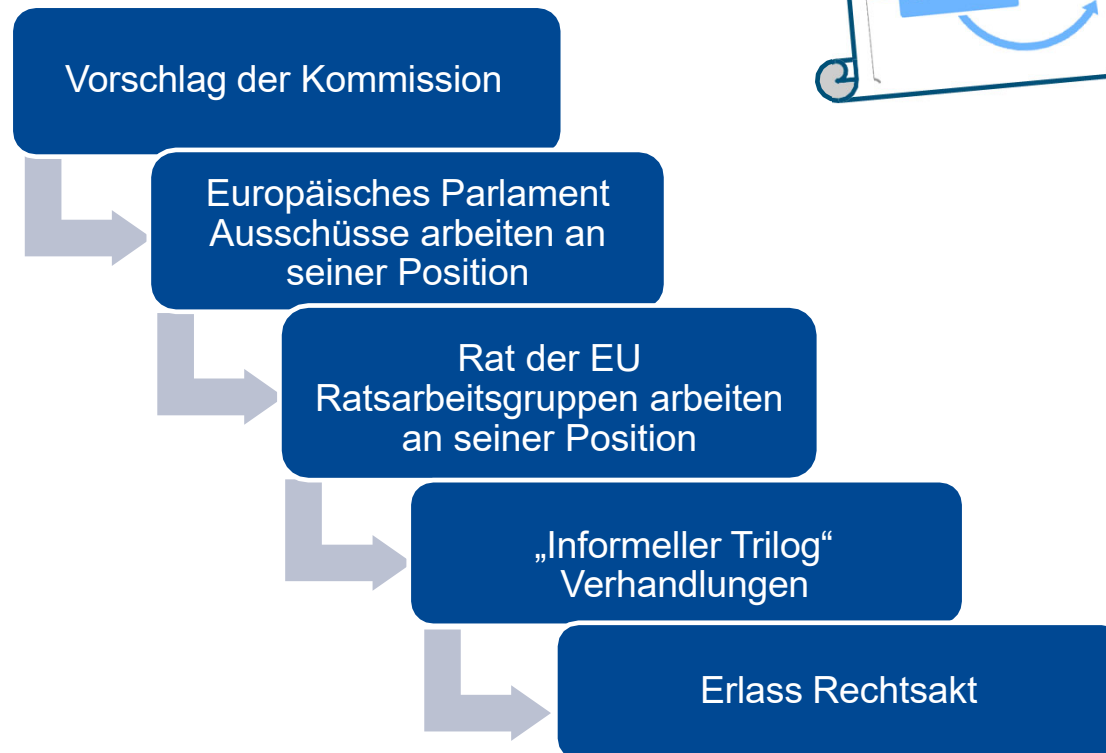 Vorschlag der Kommission
Europäisches Parlament
Ausschüsse arbeiten an
seiner Position
Rat der EU
Ratsarbeitsgruppen arbeiten
an seiner Position
„Informeller Trilog“
Verhandlungen
Erlass Rechtsakt